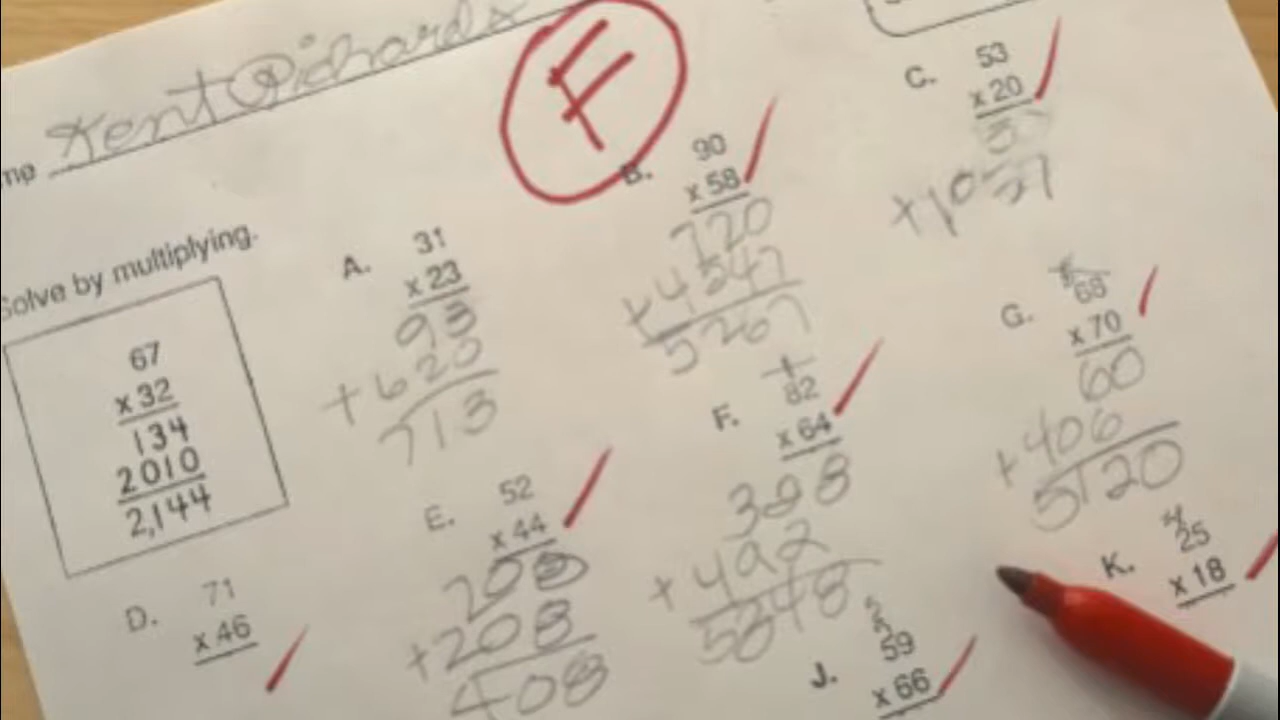 me Kent Richards
F
Solve by multiplying.
67
x 32
134
2010
2,144
A. 31
x 23
93
+ 620
713
B. 90
x 58
720
+ 4547
5267
C. 53
x 20
D. 71
x 46
E. 52
x 44
208
+ 208
408
F. 82
x 64
+ 492
G. 68
x 70
60
+ 406
5120
J. 59
x 66
K. 25
x 18